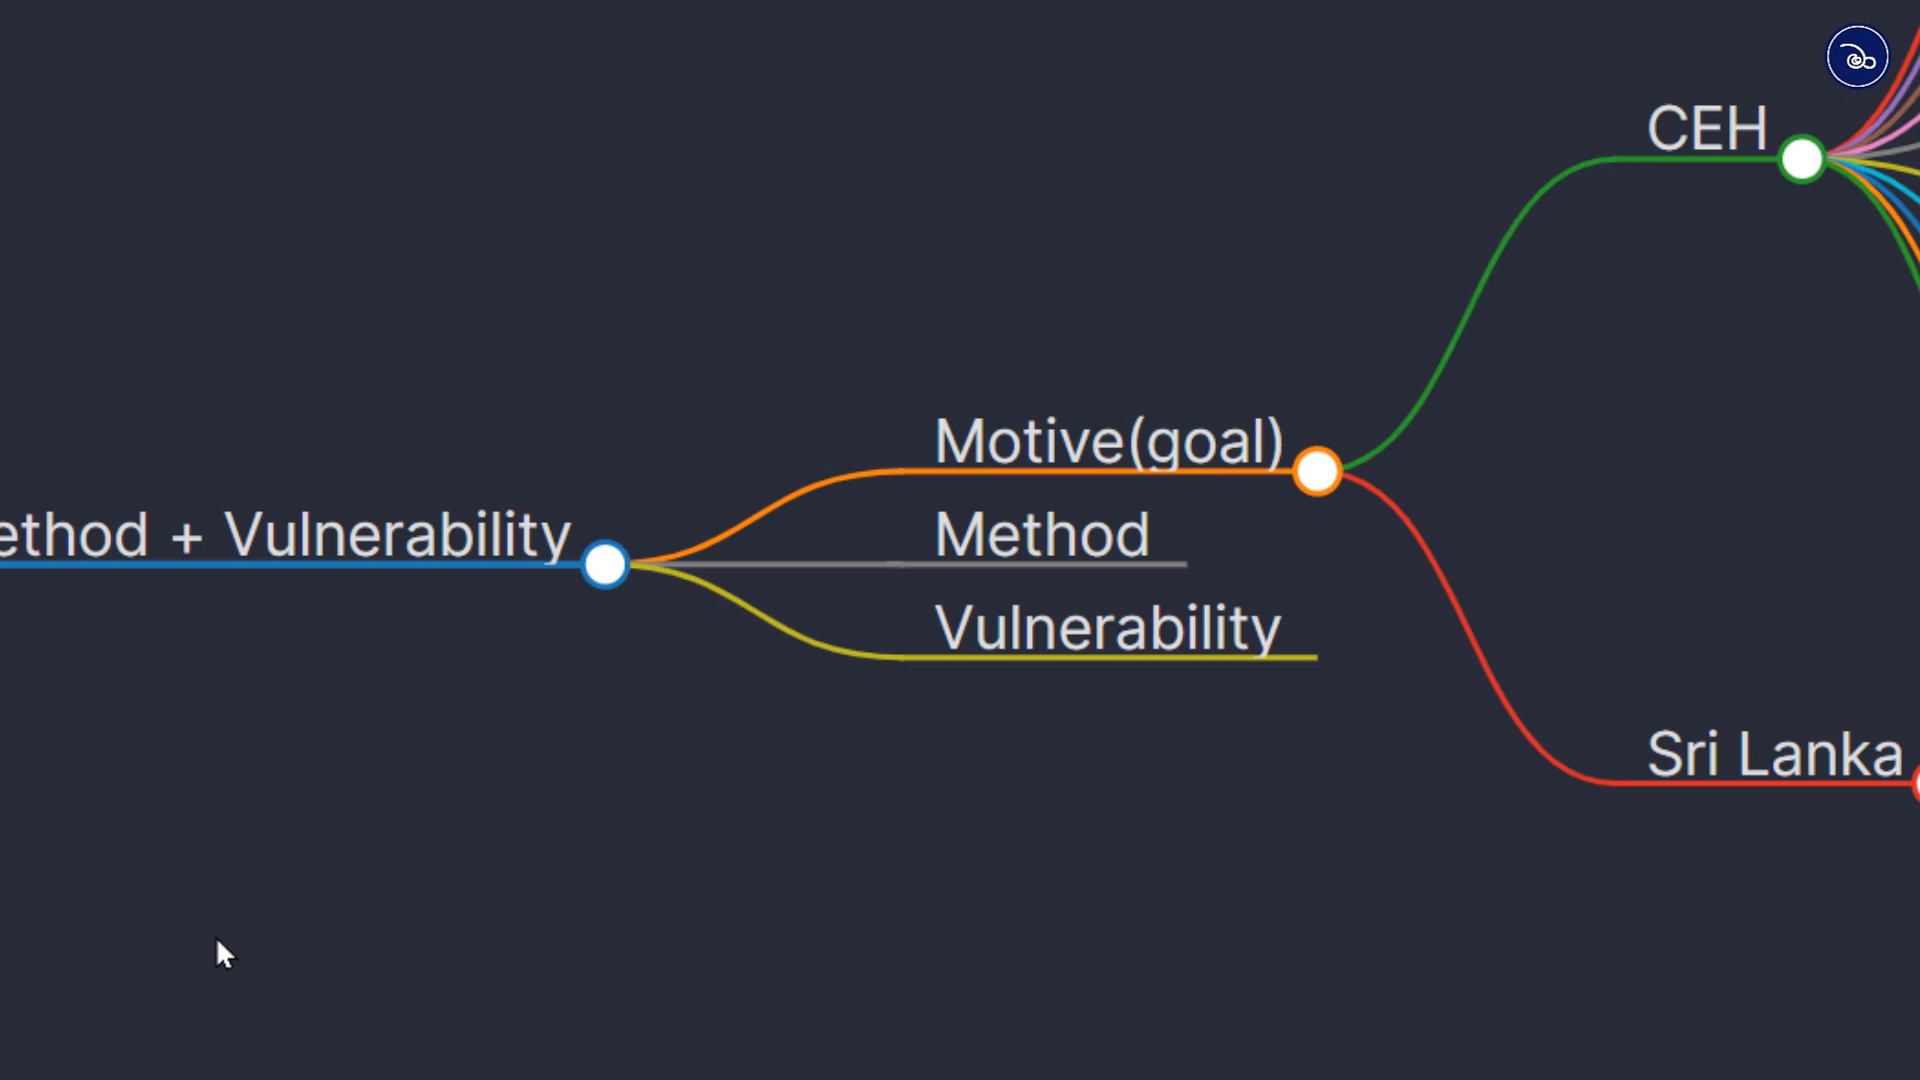 CEH
Motive(goal)
ethod + Vulnerability
Method
Vulnerability
Sri Lanka